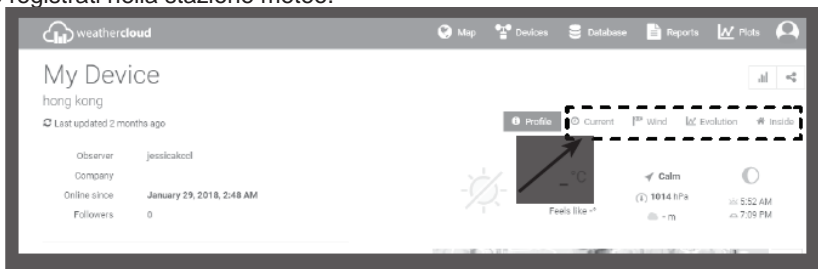 registrati nella stazione meteo.
weathercloud Map Devices Database Reports Plots
My Device
hong kong
Last updated 2 months ago
Profile Current Wind Evolution Inside
Observer jessicakcel
Company
Online since January 29, 2018, 2:48 AM
Followers 0
_°C
Feels like -°
Calm
1014 hPa
- m
5:52 AM
7:09 PM